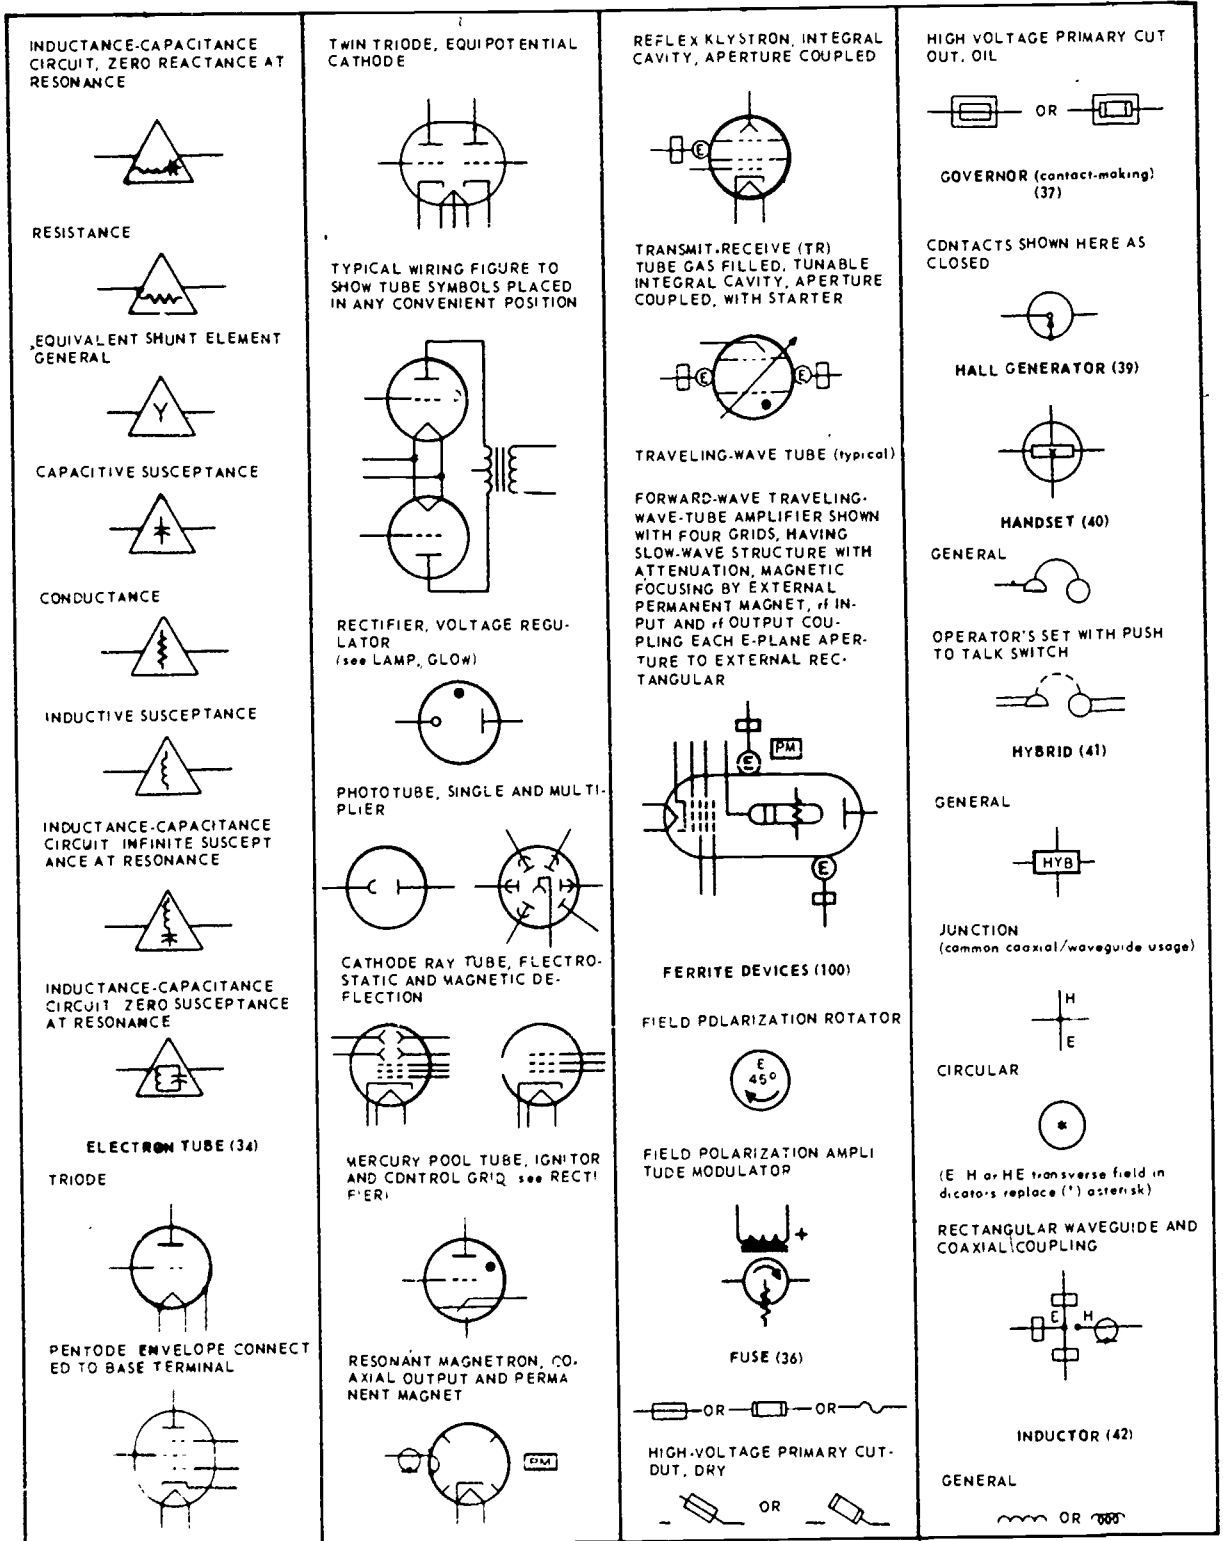 INDUCTANCE-CAPACITANCE
CIRCUIT, ZERO REACTANCE AT
RESONANCE
RESISTANCE
EQUIVALENT SHUNT ELEMENT
GENERAL
Y
CAPACITIVE SUSCEPTANCE
CONDUCTANCE
INDUCTIVE SUSCEPTANCE
INDUCTANCE-CAPACITANCE
CIRCUIT INFINITE SUSCEPT
ANCE AT RESONANCE
INDUCTANCE-CAPACITANCE
CIRCUIT ZERO SUSCEPTANCE
AT RESONANCE
ELECTRON TUBE (34)
TRIODE
PENTODE ENVELOPE CONNECT
ED TO BASE TERMINAL
TWIN TRIODE, EQUIPOTENTIAL
CATHODE
TYPICAL WIRING FIGURE TO
SHOW TUBE SYMBOLS PLACED
IN ANY CONVENIENT POSITION
RECTIFIER, VOLTAGE REGU-
LATOR
(see LAMP, GLOW)
PHOTOTUBE, SINGLE AND MULTI-
PLIER
CATHODE RAY TUBE, ELECTRO-
STATIC AND MAGNETIC DE-
FLECTION
MERCURY POOL TUBE, IGNITOR
AND CONTROL GRID see RECTI
FIER)
RESONANT MAGNETRON, CO-
AXIAL OUTPUT AND PERMA
NENT MAGNET
PM
REFLEX KLYSTRON, INTEGRAL
CAVITY, APERTURE COUPLED
E
TRANSMIT-RECEIVE (TR)
TUBE GAS FILLED, TUNABLE
INTEGRAL CAVITY, APERTURE
COUPLED, WITH STARTER
E E
TRAVELING-WAVE TUBE (typical)
FORWARD-WAVE TRAVELING-
WAVE-TUBE AMPLIFIER SHOWN
WITH FOUR GRIDS, HAVING
SLOW-WAVE STRUCTURE WITH
ATTENUATION, MAGNETIC
FOCUSING BY EXTERNAL
PERMANENT MAGNET, rf IN-
PUT AND rf OUTPUT COU-
PLING EACH E-PLANE APER-
TURE TO EXTERNAL REC-
TANGULAR
PM
E
E
FERRITE DEVICES (100)
FIELD POLARIZATION ROTATOR
E
45°
FIELD POLARIZATION AMPLI
TUDE MODULATOR
+
FUSE (36)
OR OR
HIGH-VOLTAGE PRIMARY CUT-
OUT, DRY
OR
HIGH VOLTAGE PRIMARY CUT
OUT, OIL
OR
GOVERNOR (contact-making)
(37)
CONTACTS SHOWN HERE AS
CLOSED
HALL GENERATOR (39)
HANDSET (40)
GENERAL
OPERATOR'S SET WITH PUSH
TO TALK SWITCH
HYBRID (41)
GENERAL
HYB
JUNCTION
(common coaxial/waveguide usage)
H
E
CIRCULAR
*
(E H or HE transverse field in
dicators replace (*) asterisk)
RECTANGULAR WAVEGUIDE AND
COAXIAL COUPLING
E H
INDUCTOR (42)
GENERAL
OR